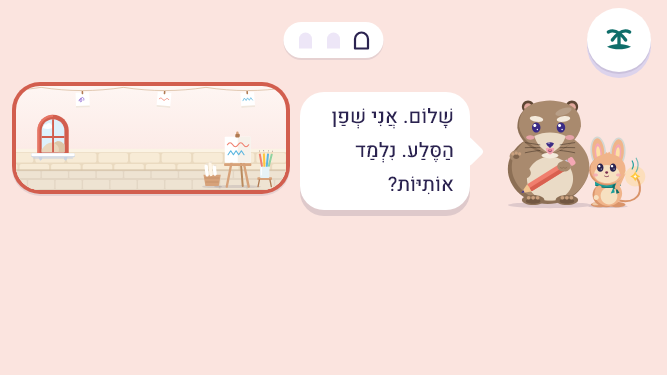 שָׁלוֹם. אֲנִי שְׁפַן
הַסֶּלַע. נִלְמַד
אוֹתִיּוֹת?